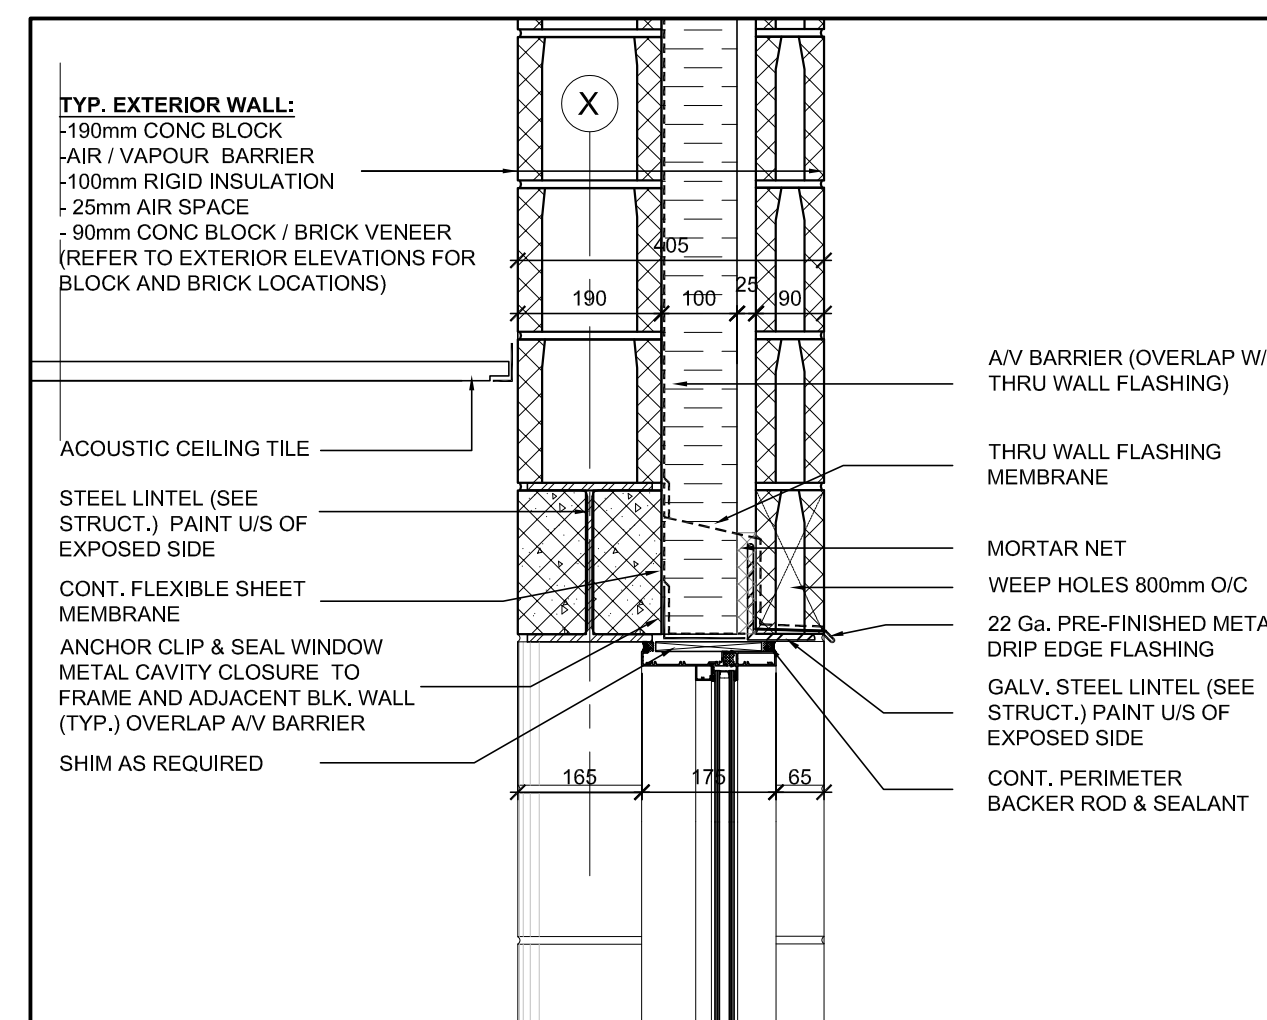 TYP. EXTERIOR WALL:
-190mm CONC BLOCK
-AIR / VAPOUR BARRIER
-100mm RIGID INSULATION
- 25mm AIR SPACE
- 90mm CONC BLOCK / BRICK VENEER
(REFER TO EXTERIOR ELEVATIONS FOR
BLOCK AND BRICK LOCATIONS)
X
405
190
100
25
90
ACOUSTIC CEILING TILE
STEEL LINTEL (SEE
STRUCT.) PAINT U/S OF
EXPOSED SIDE
CONT. FLEXIBLE SHEET
MEMBRANE
ANCHOR CLIP & SEAL WINDOW
METAL CAVITY CLOSURE TO
FRAME AND ADJACENT BLK. WALL
(TYP.) OVERLAP A/V BARRIER
SHIM AS REQUIRED
165
175
65
A/V BARRIER (OVERLAP W/
THRU WALL FLASHING)
THRU WALL FLASHING
MEMBRANE
MORTAR NET
WEEP HOLES 800mm O/C
22 Ga. PRE-FINISHED META
DRIP EDGE FLASHING
GALV. STEEL LINTEL (SEE
STRUCT.) PAINT U/S OF
EXPOSED SIDE
CONT. PERIMETER
BACKER ROD & SEALANT